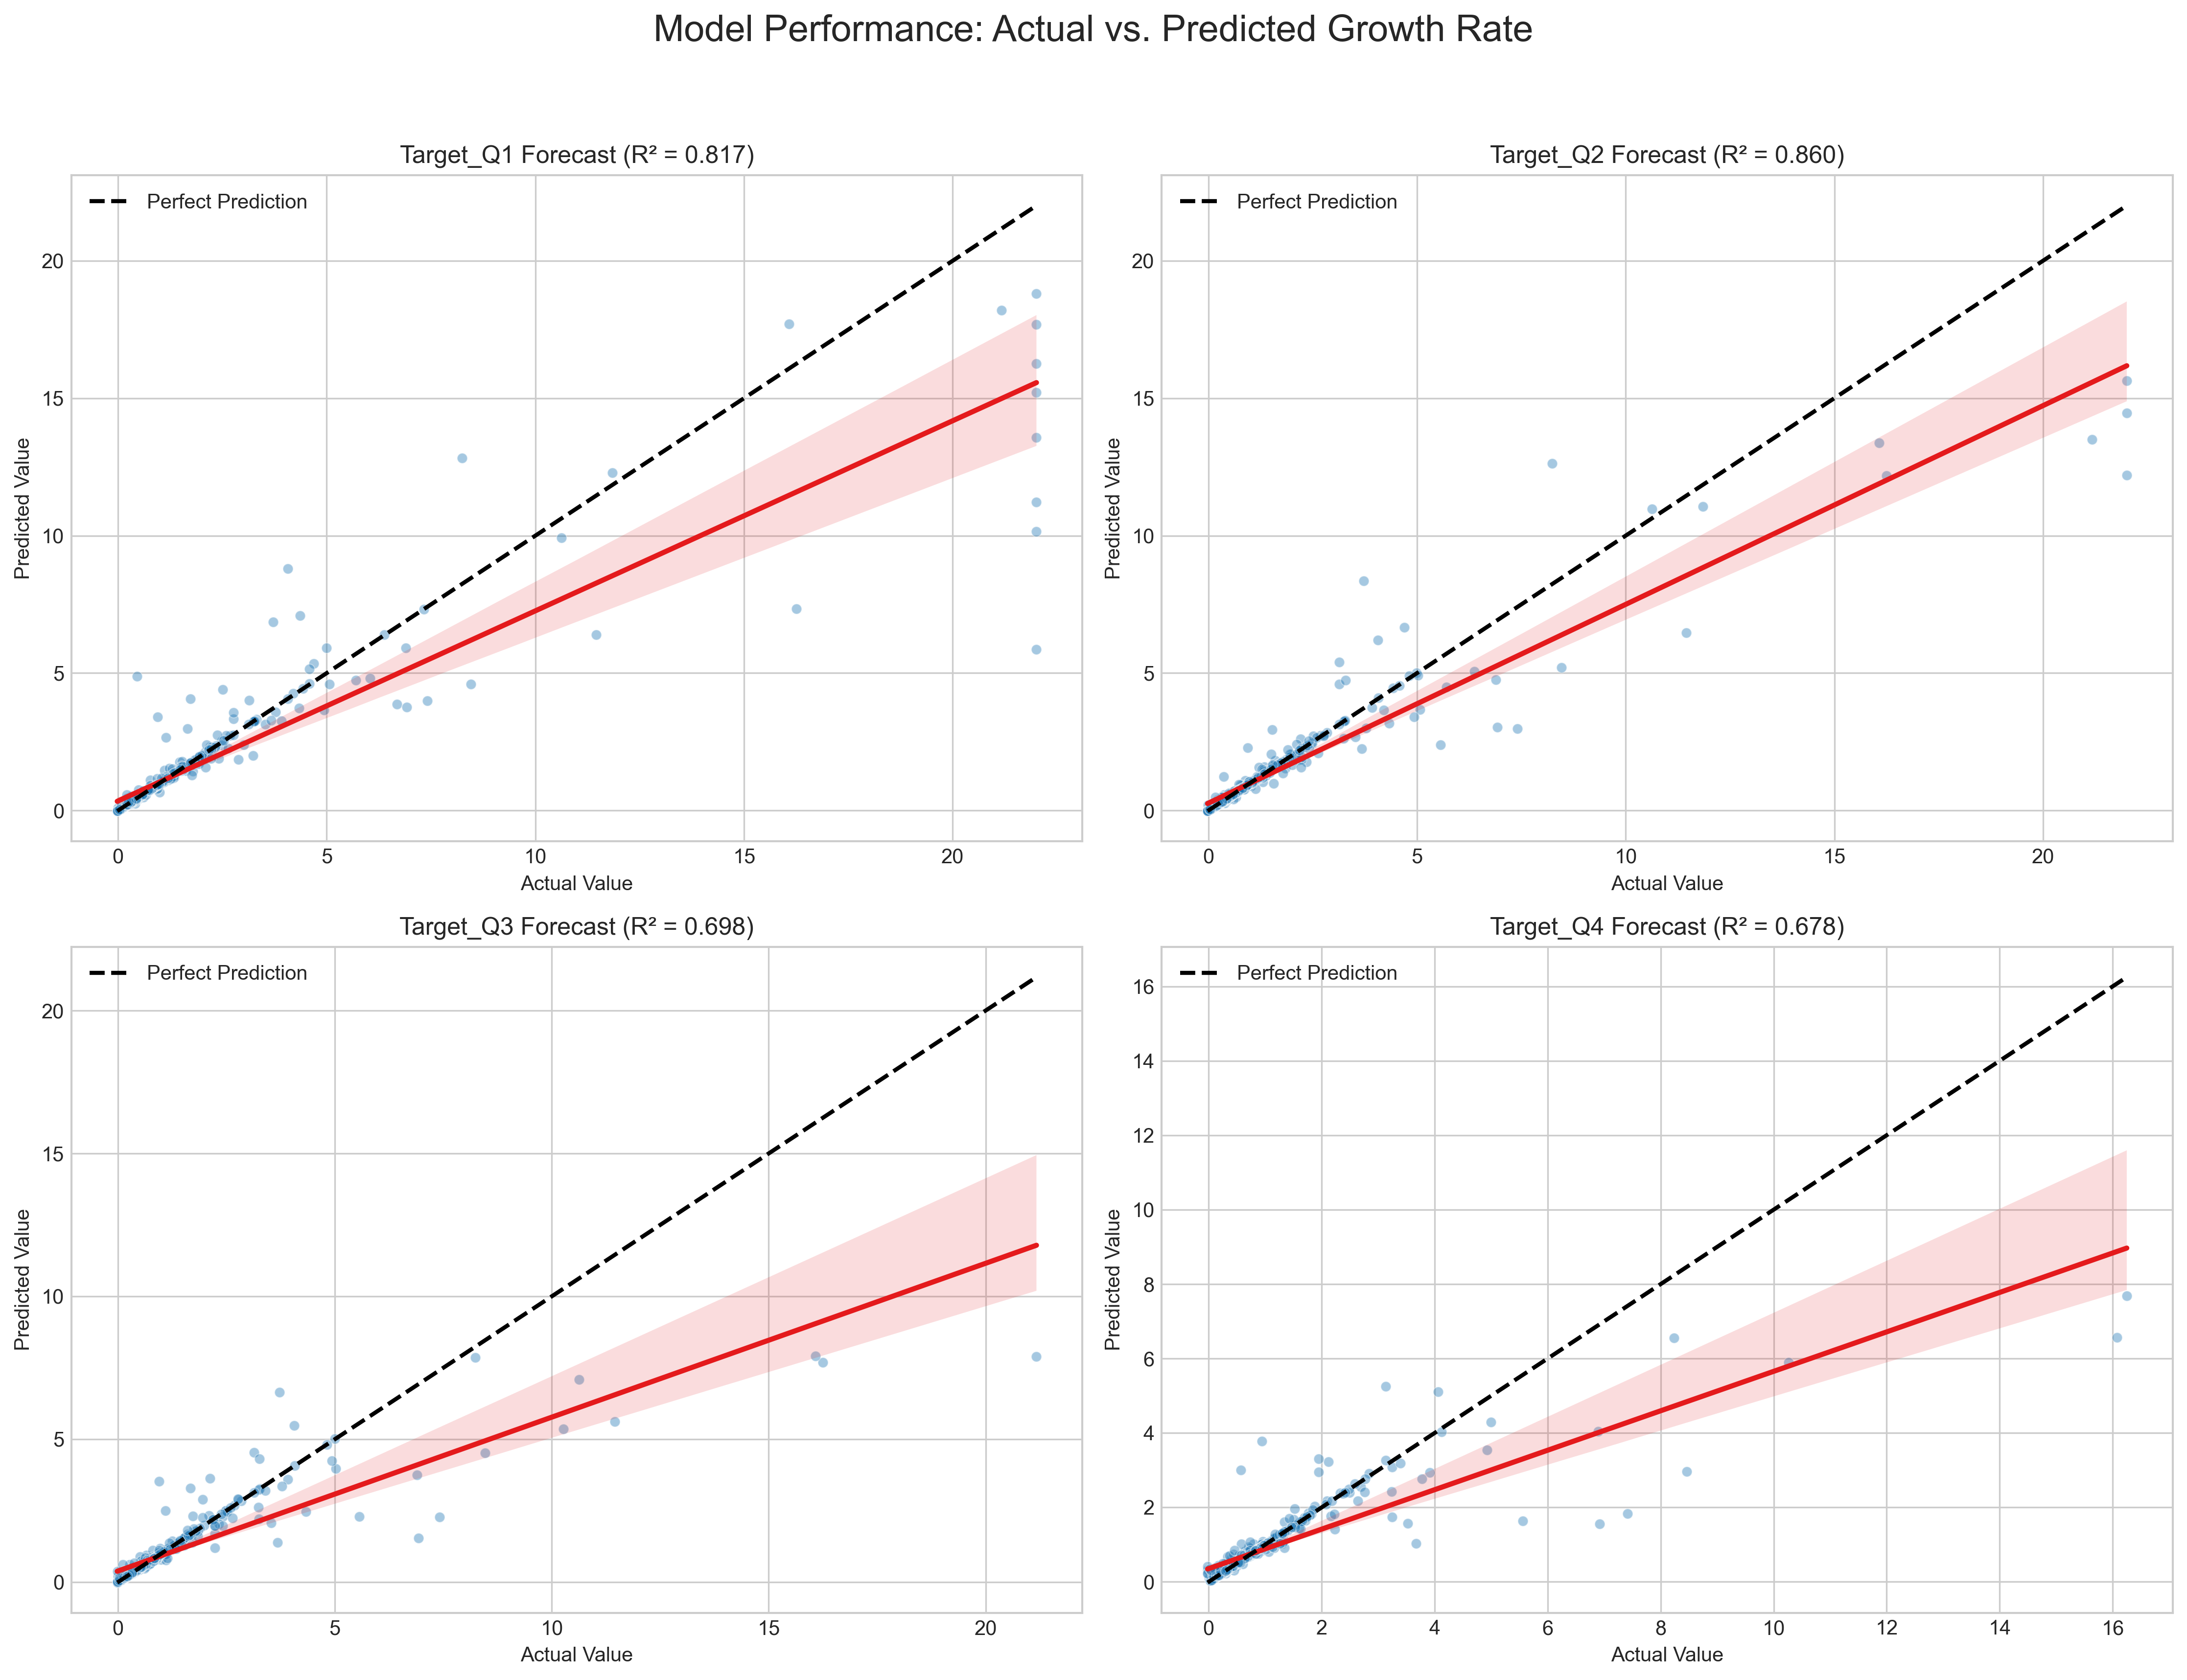 Model Performance: Actual vs. Predicted Growth Rate
Target_Q1 Forecast (R² = 0.817)
Perfect Prediction
20
15
10
5
0
Predicted Value
0 5 10 15 20
Actual Value
Target_Q2 Forecast (R² = 0.860)
Perfect Prediction
20
15
10
5
0
Predicted Value
0 5 10 15 20
Actual Value
Target_Q3 Forecast (R² = 0.698)
Perfect Prediction
20
15
10
5
0
Predicted Value
0 5 10 15 20
Actual Value
Target_Q4 Forecast (R² = 0.678)
Perfect Prediction
16
14
12
10
8
6
4
2
0
Predicted Value
0 2 4 6 8 10 12 14 16
Actual Value